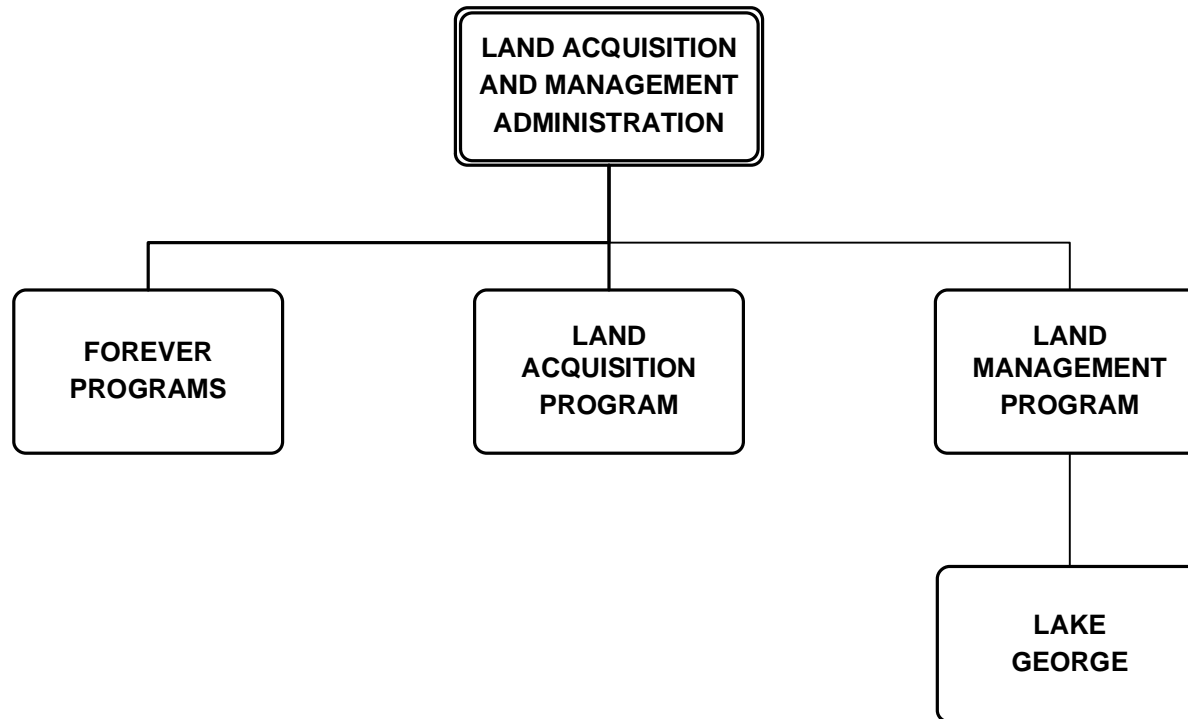 LAND ACQUISITION
AND MANAGEMENT
ADMINISTRATION
FOREVER
PROGRAMS
LAND
ACQUISITION
PROGRAM
LAND
MANAGEMENT
PROGRAM
LAKE
GEORGE